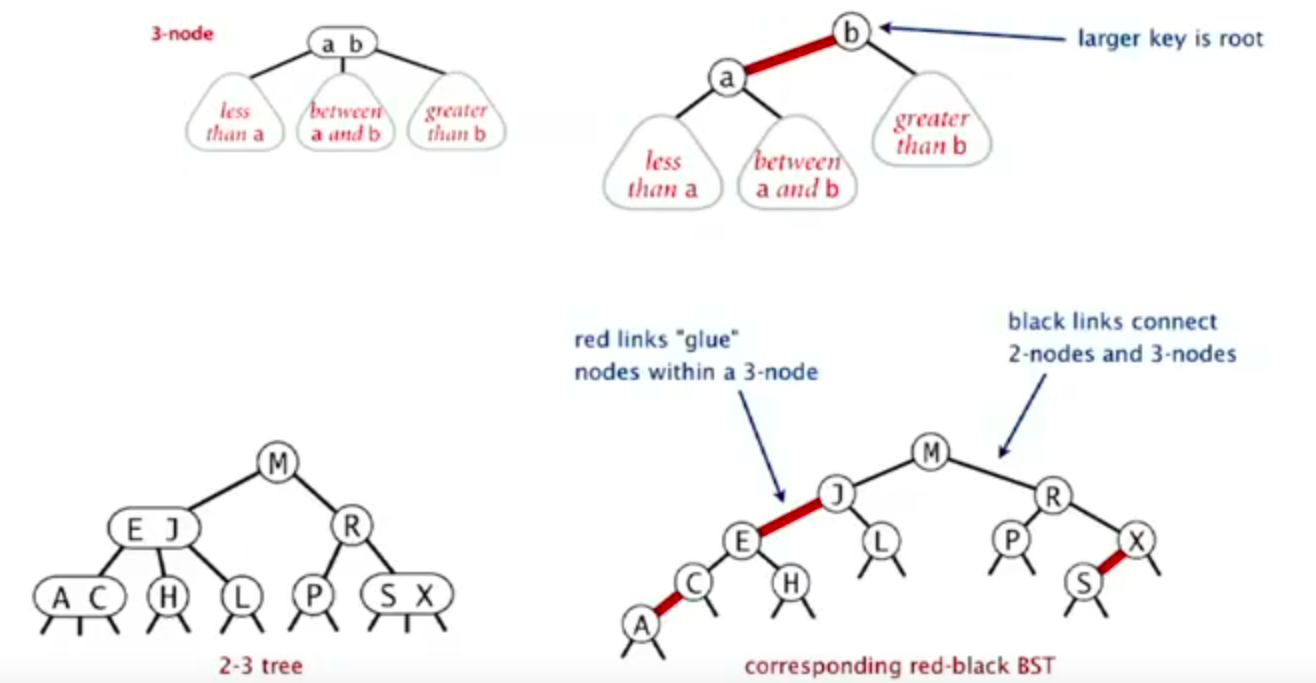 3-node
a b
less
than a
between
a and b
greater
than b
b
larger key is root
a
greater
than b
less
than a
between
a and b
red links "glue"
nodes within a 3-node
black links connect
2-nodes and 3-nodes
M
E J
R
A C
H
L
P
S X
2-3 tree
M
J
R
E
L
P
X
C
H
S
A
corresponding red-black BST